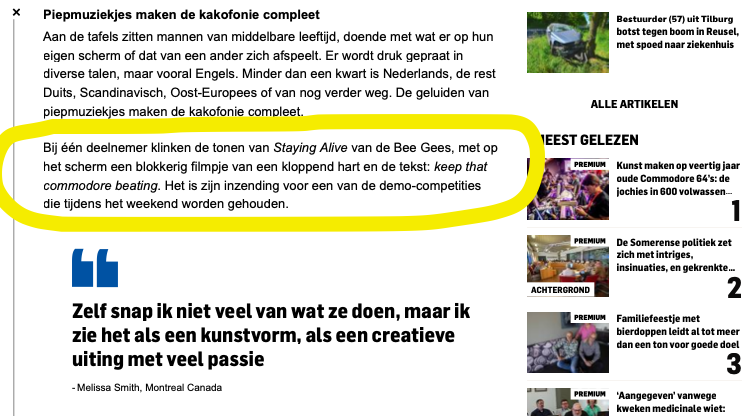 ×
Piepmuziekjes maken de kakofonie compleet
Aan de tafels zitten mannen van middelbare leeftijd, doende met wat er op hun
eigen scherm of dat van een ander zich afspeelt. Er wordt druk gepraat in
diverse talen, maar vooral Engels. Minder dan een kwart is Nederlands, de rest
Duits, Scandinavisch, Oost-Europees of van nog verder weg. De geluiden van
piepmuziekjes maken de kakofonie compleet.
Bij één deelnemer klinken de tonen van Staying Alive van de Bee Gees, met op
het scherm een blokkerig filmpje van een kloppend hart en de tekst: keep that
commodore beating. Het is zijn inzending voor een van de demo-competities
die tijdens het weekend worden gehouden.
Zelf snap ik niet veel van wat ze doen, maar ik
zie het als een kunstvorm, als een creatieve
uiting met veel passie
- Melissa Smith, Montreal Canada
Bestuurder (57) uit Tilburg
botst tegen boom in Reusel,
met spoed naar ziekenhuis
ALLE ARTIKELEN
MEEST GELEZEN
PREMIUM
Kunst maken op veertig jaar
oude Commodore 64’s: de
jochies in 600 volwassen...
1
PREMIUM
ACHTERGROND
De Somerense politiek zet
zich met intriges,
insinuaties, en gekrenkte...
2
PREMIUM
Familiefeestje met
bierdoppen leidt al tot meer
dan een ton voor goede doel
3
PREMIUM
‘Aangegeven’ vanwege
kweken medicinale wiet: